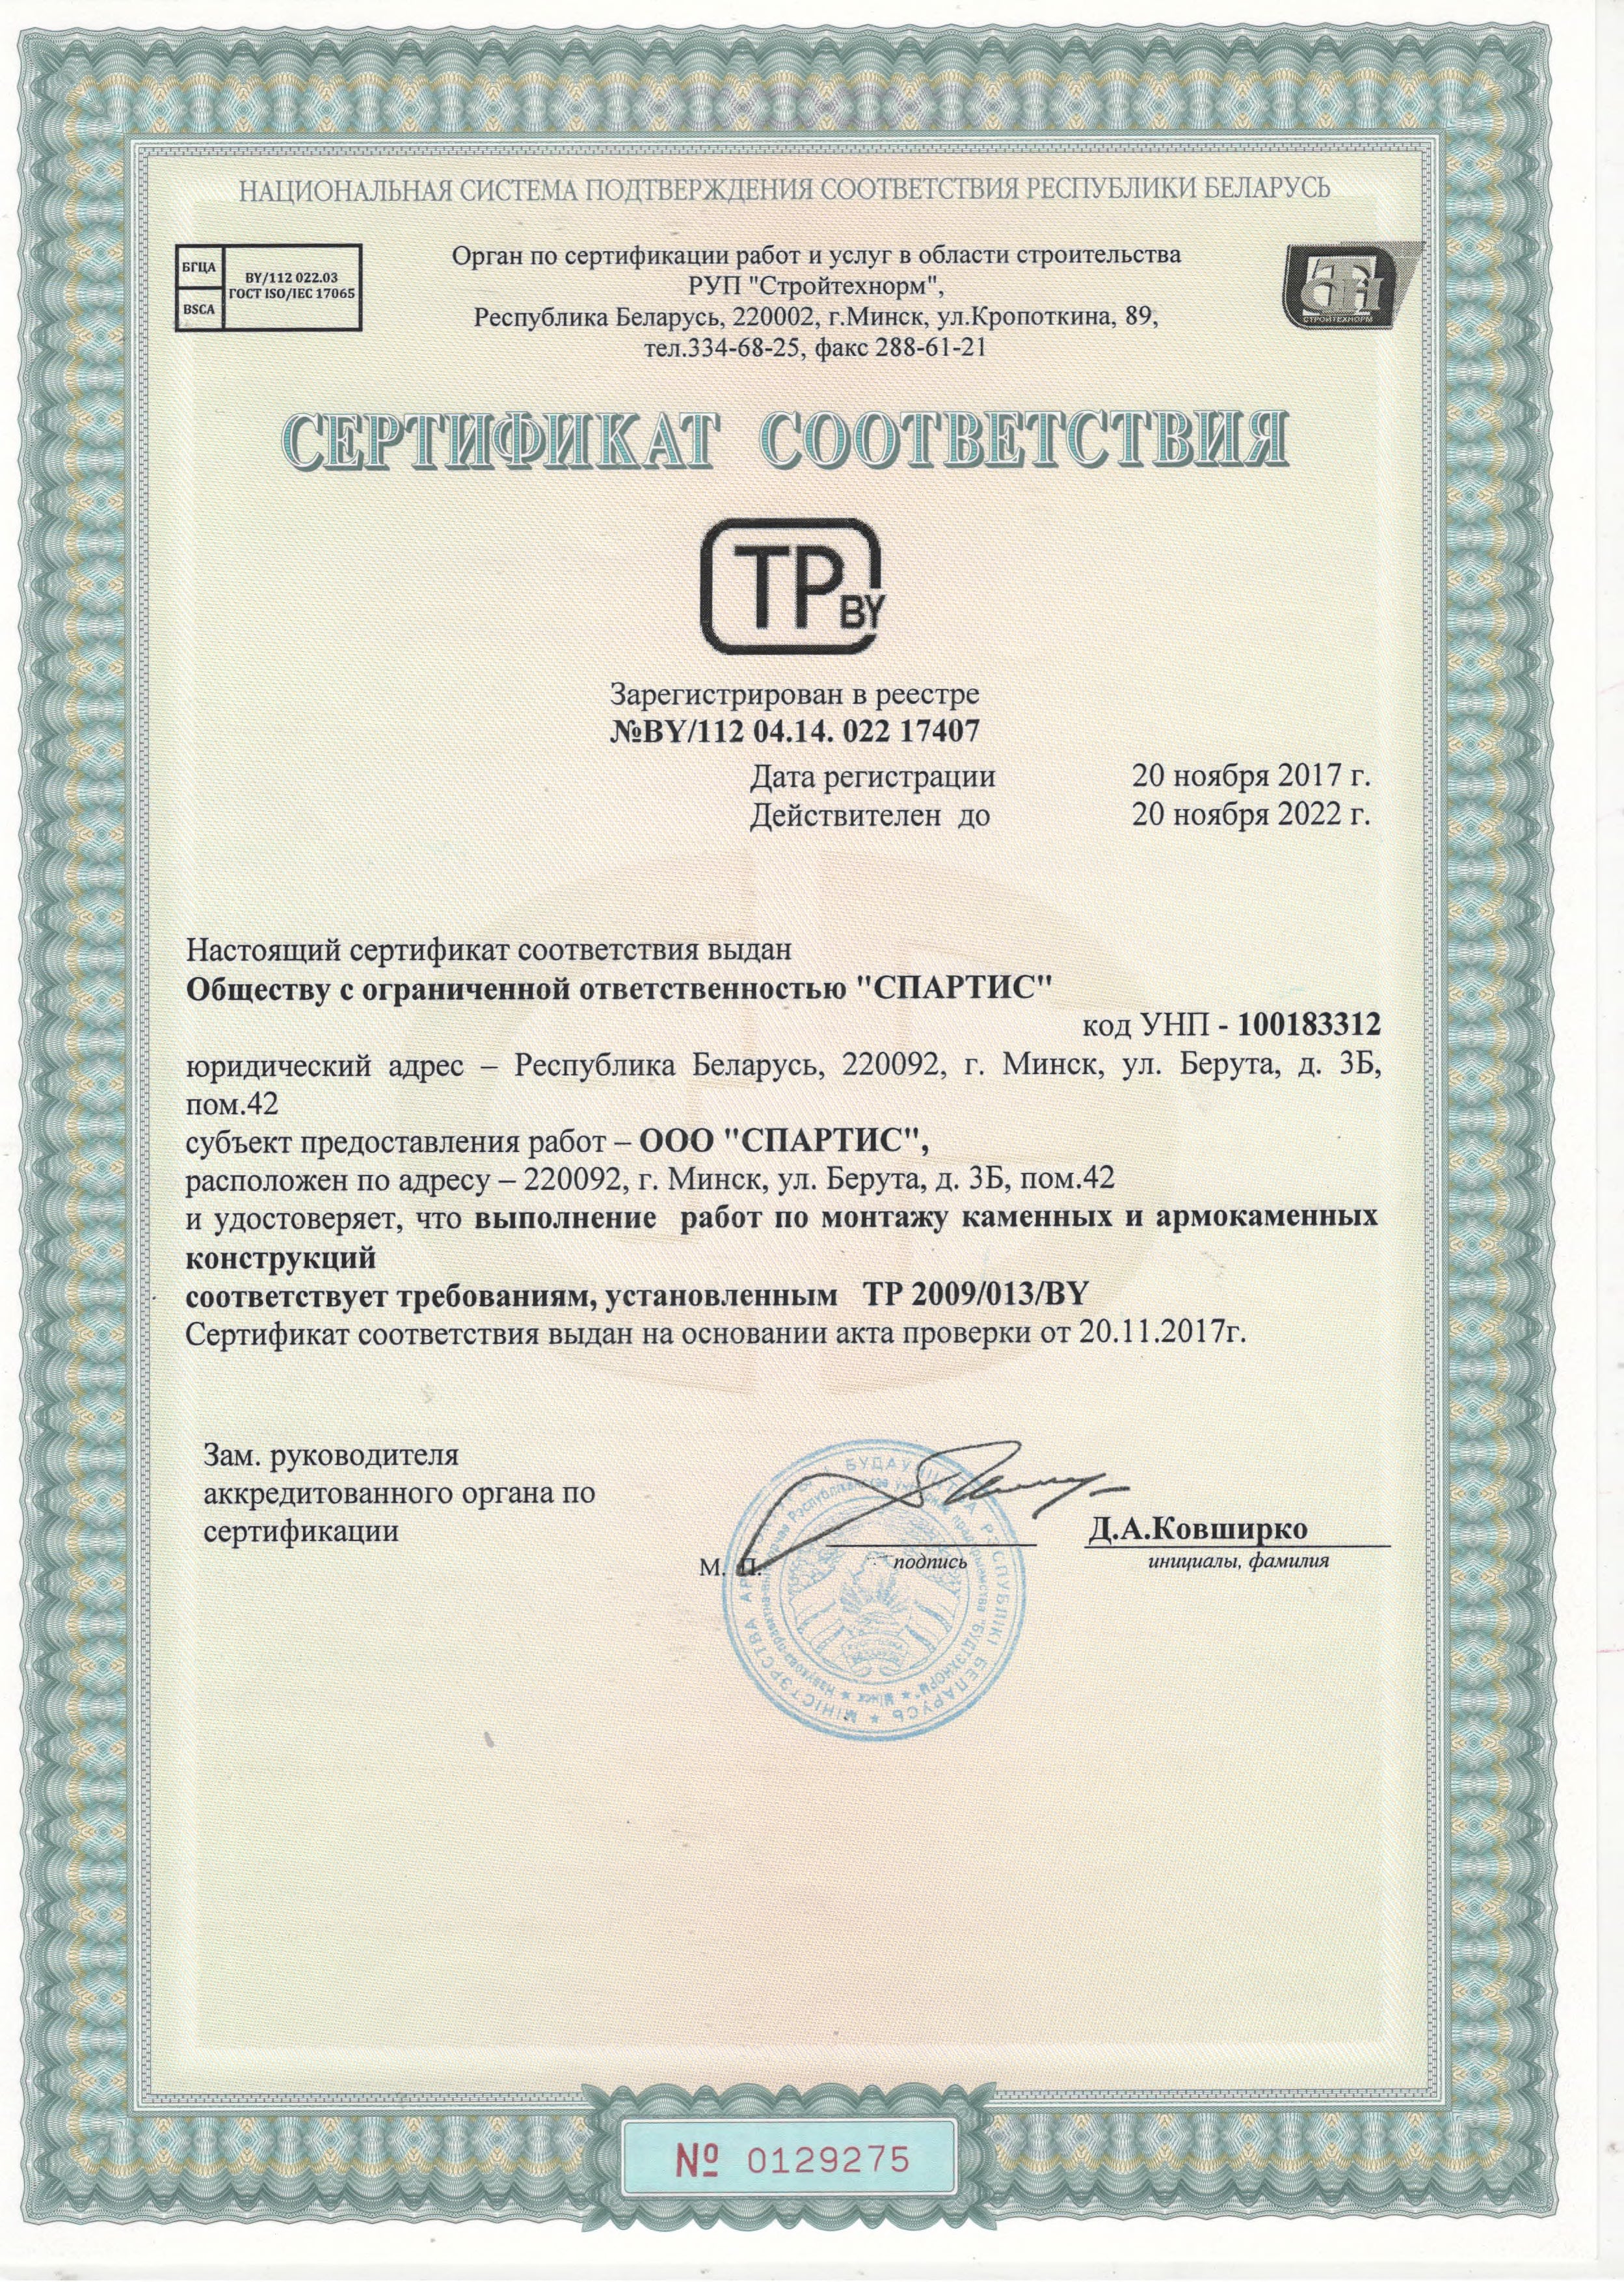 НАЦИОНАЛЬНАЯ СИСТЕМА ПОДТВЕРЖДЕНИЯ СООТВЕТСТВИЯ РЕСПУБЛИКИ БЕЛАРУСЬ
БГЦА
BSCA
BY/112 022.03
ГОСТ ISO/IEC 17065
Орган по сертификации работ и услуг в области строительства
РУП "Стройтехнорм",
Республика Беларусь, 220002, г.Минск, ул.Кропоткина, 89,
тел.334-68-25, факс 288-61-21
СТН
СТРОЙТЕХНОРМ
СЕРТИФИКАТ СООТВЕТСТВИЯ
ТР BY
Зарегистрирован в реестре
№BY/112 04.14. 022 17407
Дата регистрации 20 ноября 2017 г.
Действителен до 20 ноября 2022 г.
Настоящий сертификат соответствия выдан
Обществу с ограниченной ответственностью "СПАРТИС"
код УНП - 100183312
юридический адрес – Республика Беларусь, 220092, г. Минск, ул. Берута, д. 3Б,
пом.42
субъект предоставления работ – ООО "СПАРТИС",
расположен по адресу – 220092, г. Минск, ул. Берута, д. 3Б, пом.42
и удостоверяет, что выполнение работ по монтажу каменных и армокаменных
конструкций
соответствует требованиям, установленным ТР 2009/013/BY
Сертификат соответствия выдан на основании акта проверки от 20.11.2017г.
Зам. руководителя
аккредитованного органа по
сертификации
М. П.
подпись
Д.А.Ковширко
инициалы, фамилия
РЭСПУБЛІКІ БЕЛАРУСЬ ★ МІНІСТЭРСТВА
"БУДТЭХНОРМ" ★ Мінск ★
№ 0129275